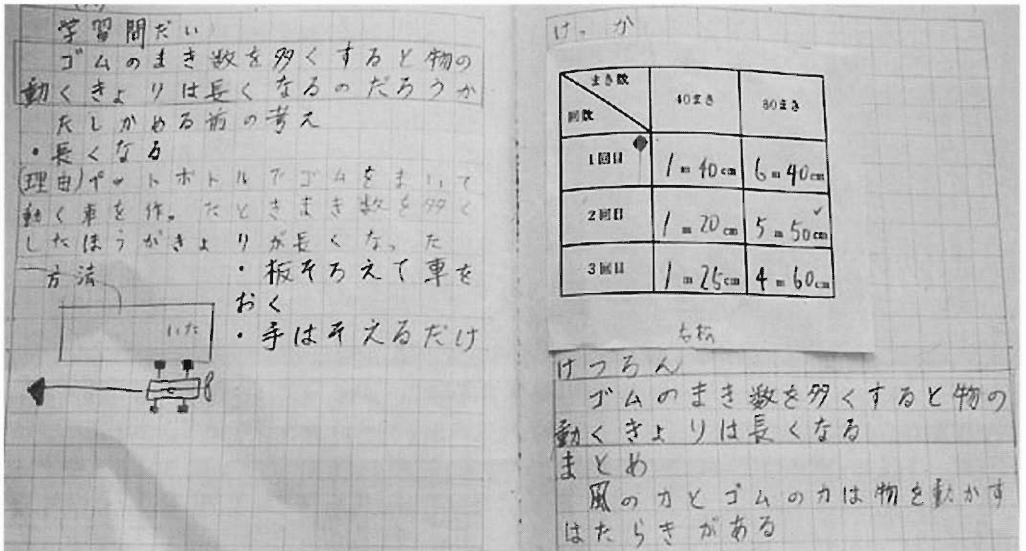 学習問だい
ゴムのまき数を多くすると物の
動くきょりは長くなるのだろうか
たしかめる前の考え
・長くなる
(理由)ペットボトルでゴムをまいて
動く車を作った ときまき数を多く
したほうがきょりが長くなった
方法
・板そろえて車を
おく
いた
・手はそえるだけ
けっか
まき数
回数
40まき
80まき
1回目
1m40cm
6m40cm
2回目
1m20cm
5m50cm
3回目
1m25cm
4m60cm
けつろん
ゴムのまき数を多くすると物の
動くきょりは長くなる
まとめ
風の力とゴムの力は物を動かす
はたらきがある